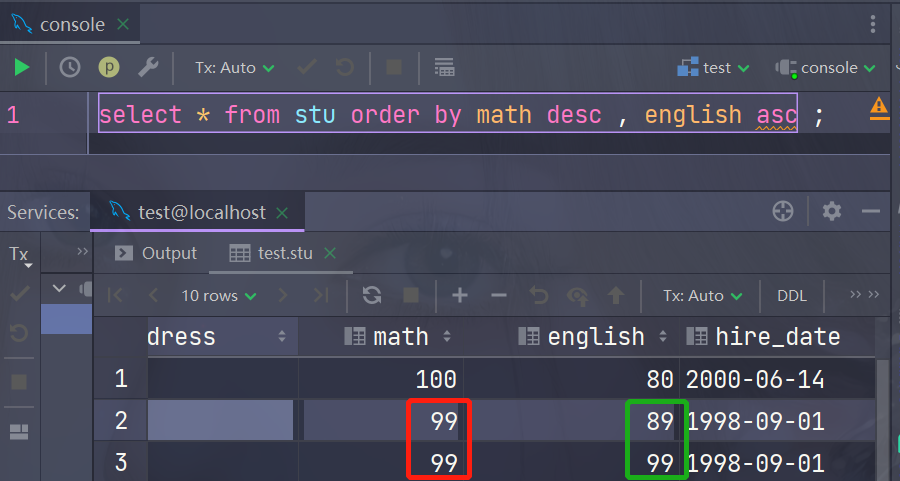 console
Tx: Auto
test
console
1 select * from stu order by math desc , english asc ;
Services:
test@localhost
Tx
Output
test.stu
10 rows
Tx: Auto
DDL
dress math english hire_date
1 100 80 2000-06-14
2 99 89 1998-09-01
3 99 99 1998-09-01